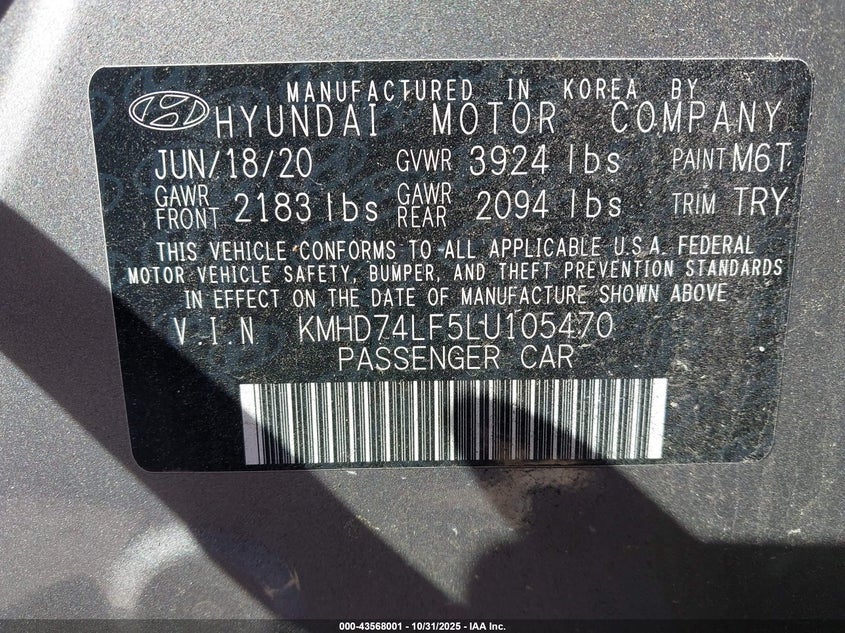 MANUFACTURED IN KOREA BY
HYUNDAI MOTOR COMPANY
JUN/18/20 GVWR 3924 lbs PAINT M6T
GAWR FRONT 2183 lbs GAWR REAR 2094 lbs TRIM TRY
THIS VEHICLE CONFORMS TO ALL APPLICABLE U.S.A. FEDERAL
MOTOR VEHICLE SAFETY, BUMPER, AND THEFT PREVENTION STANDARDS
IN EFFECT ON THE DATE OF MANUFACTURE SHOWN ABOVE
V.I.N KMHD74LF5LU105470
PASSENGER CAR
000-43568001 - 10/31/2025 - IAA Inc.